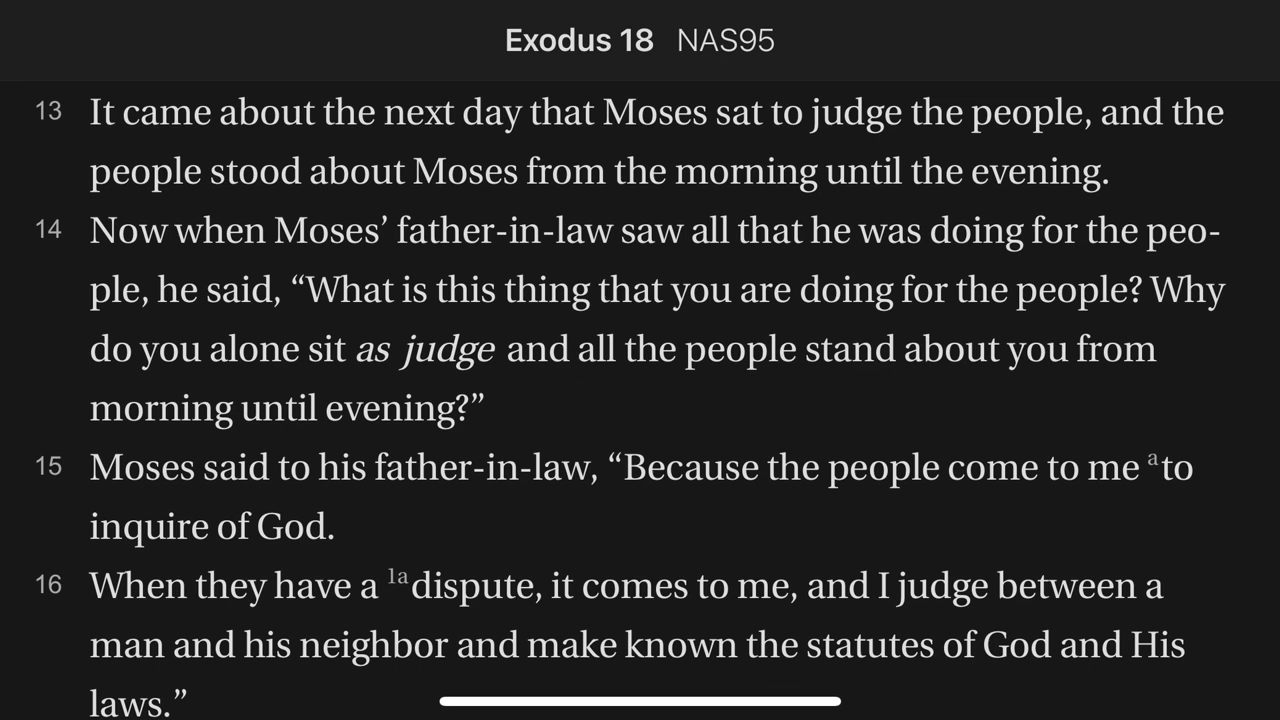 Exodus 18 NAS95
13 It came about the next day that Moses sat to judge the people, and the
people stood about Moses from the morning until the evening.
14 Now when Moses’ father-in-law saw all that he was doing for the peo-
ple, he said, “What is this thing that you are doing for the people? Why
do you alone sit as judge and all the people stand about you from
morning until evening?”
15 Moses said to his father-in-law, “Because the people come to me a to
inquire of God.
16 When they have a 1a dispute, it comes to me, and I judge between a
man and his neighbor and make known the statutes of God and His
laws.”